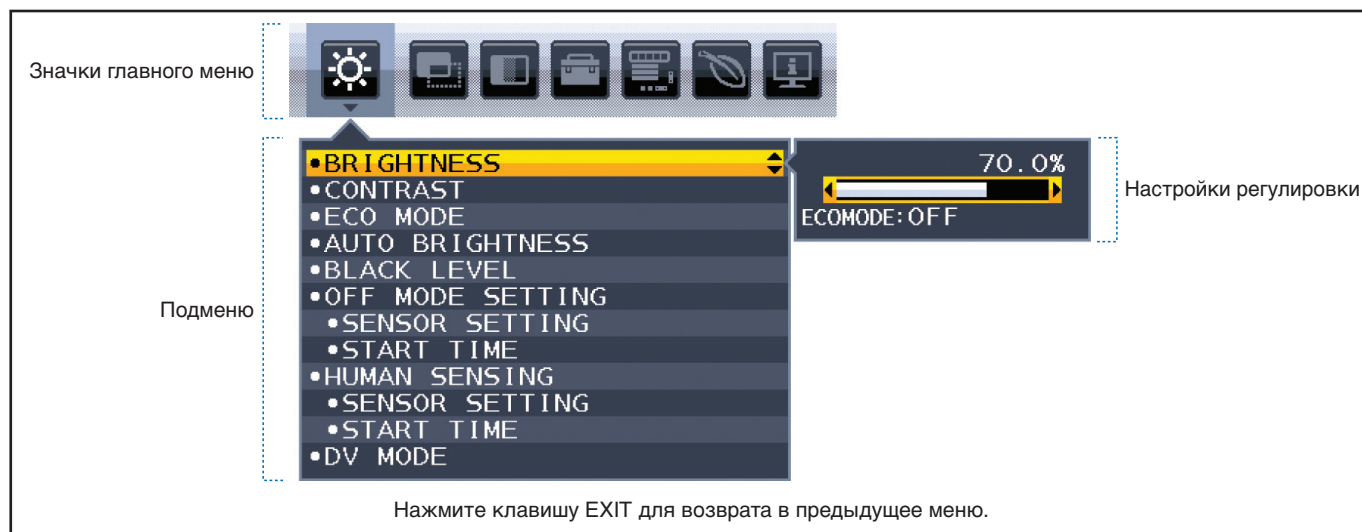 Значки главного меню
Подменю
•BRIGHTNESS
•CONTRAST
•ECO MODE
•AUTO BRIGHTNESS
•BLACK LEVEL
•OFF MODE SETTING
•SENSOR SETTING
•START TIME
•HUMAN SENSING
•SENSOR SETTING
•START TIME
•DV MODE
70.0%
ECOMODE:OFF
Настройки регулировки
Нажмите клавишу EXIT для возврата в предыдущее меню.